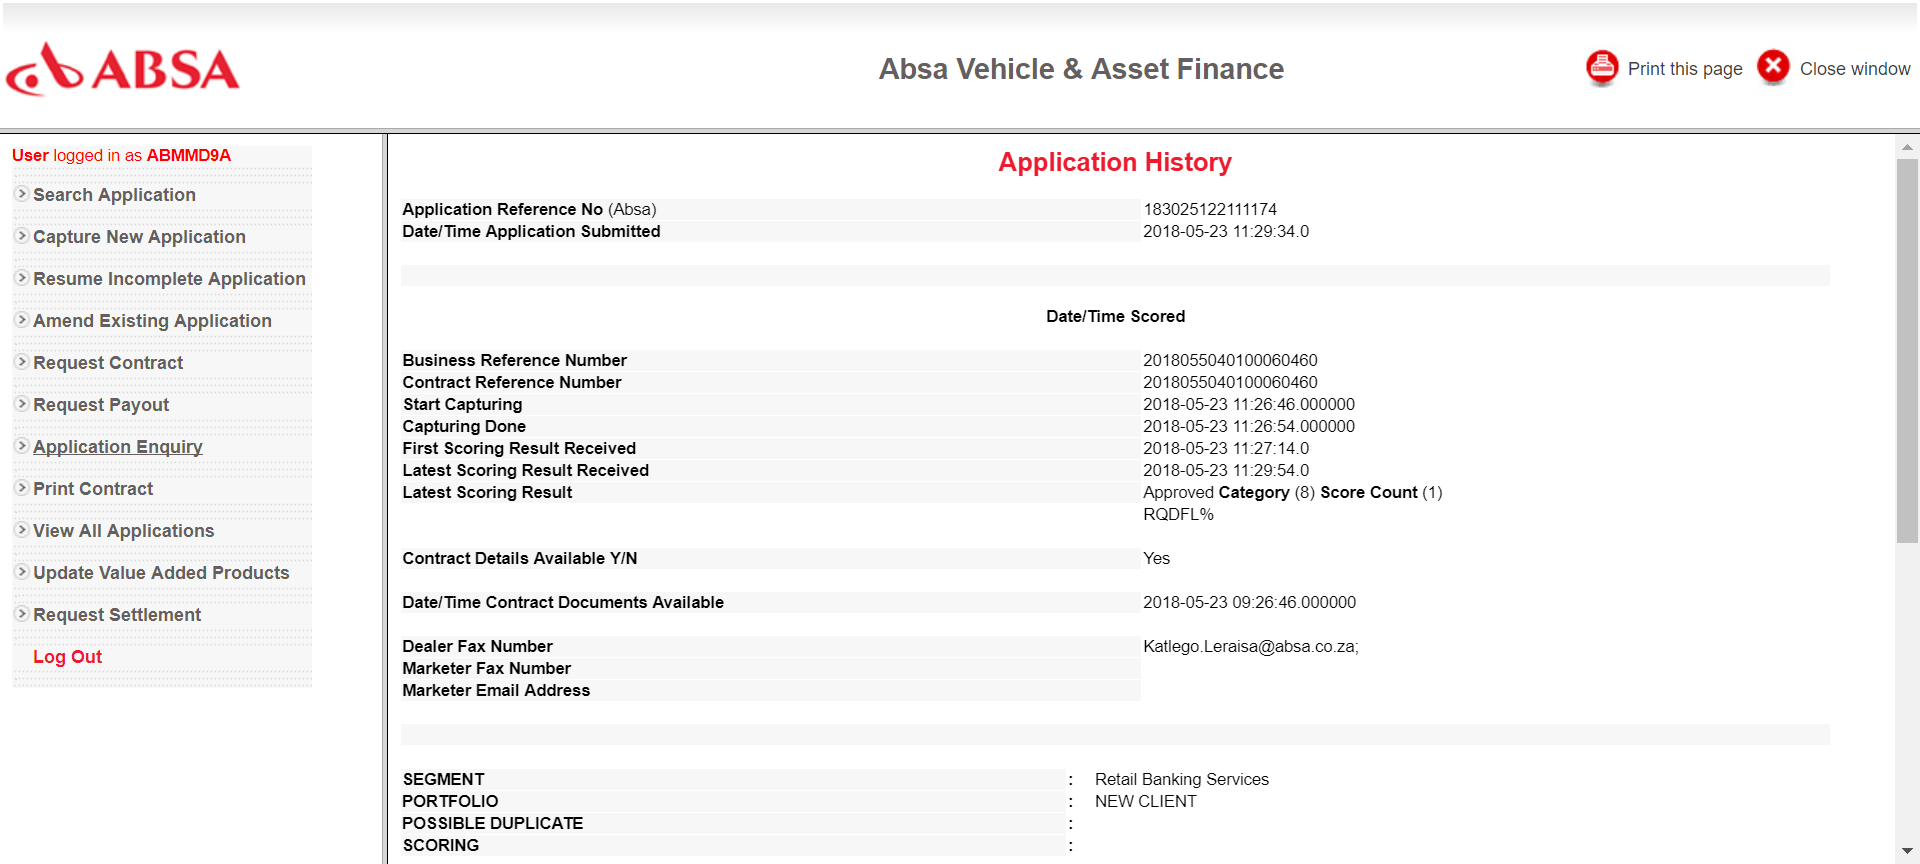 ABSA
Absa Vehicle & Asset Finance
Print this page
Close window
User logged in as ABMMD9A
Search Application
Capture New Application
Resume Incomplete Application
Amend Existing Application
Request Contract
Request Payout
Application Enquiry
Print Contract
View All Applications
Update Value Added Products
Request Settlement
Log Out
Application History
Application Reference No (Absa) 183025122111174
Date/Time Application Submitted 2018-05-23 11:29:34.0
Date/Time Scored
Business Reference Number 2018055040100060460
Contract Reference Number 2018055040100060460
Start Capturing 2018-05-23 11:26:46.000000
Capturing Done 2018-05-23 11:26:54.000000
First Scoring Result Received 2018-05-23 11:27:14.0
Latest Scoring Result Received 2018-05-23 11:29:54.0
Latest Scoring Result Approved Category (8) Score Count (1)
RQDFL%
Contract Details Available Y/N Yes
Date/Time Contract Documents Available 2018-05-23 09:26:46.000000
Dealer Fax Number Katlego.Leraisa@absa.co.za;
Marketer Fax Number
Marketer Email Address
SEGMENT : Retail Banking Services
PORTFOLIO : NEW CLIENT
POSSIBLE DUPLICATE :
SCORING :